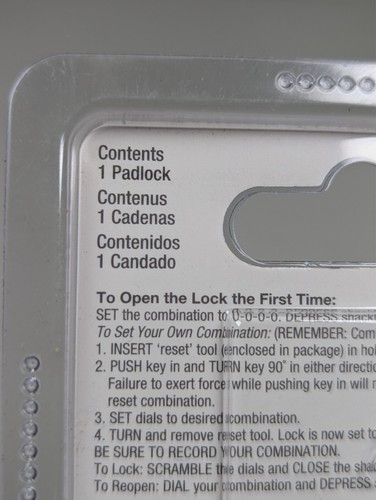 Contents
1 Padlock
Contenus
1 Cadenas
Contenidos
1 Candado
To Open the Lock the First Time:
SET the combination to 0-0-0-0. DEPRESS shack
To Set Your Own Combination: (REMEMBER: Com
1. INSERT ‘reset’ tool (enclosed in package) in hol
2. PUSH key in and TURN key 90° in either directio
Failure to exert force while pushing key in will r
reset combination.
3. SET dials to desired combination.
4. TURN and remove reset tool. Lock is now set to
BE SURE TO RECORD YOUR COMBINATION.
To Lock: SCRAMBLE the dials and CLOSE the shac
To Reopen: DIAL your combination and DEPRESS s